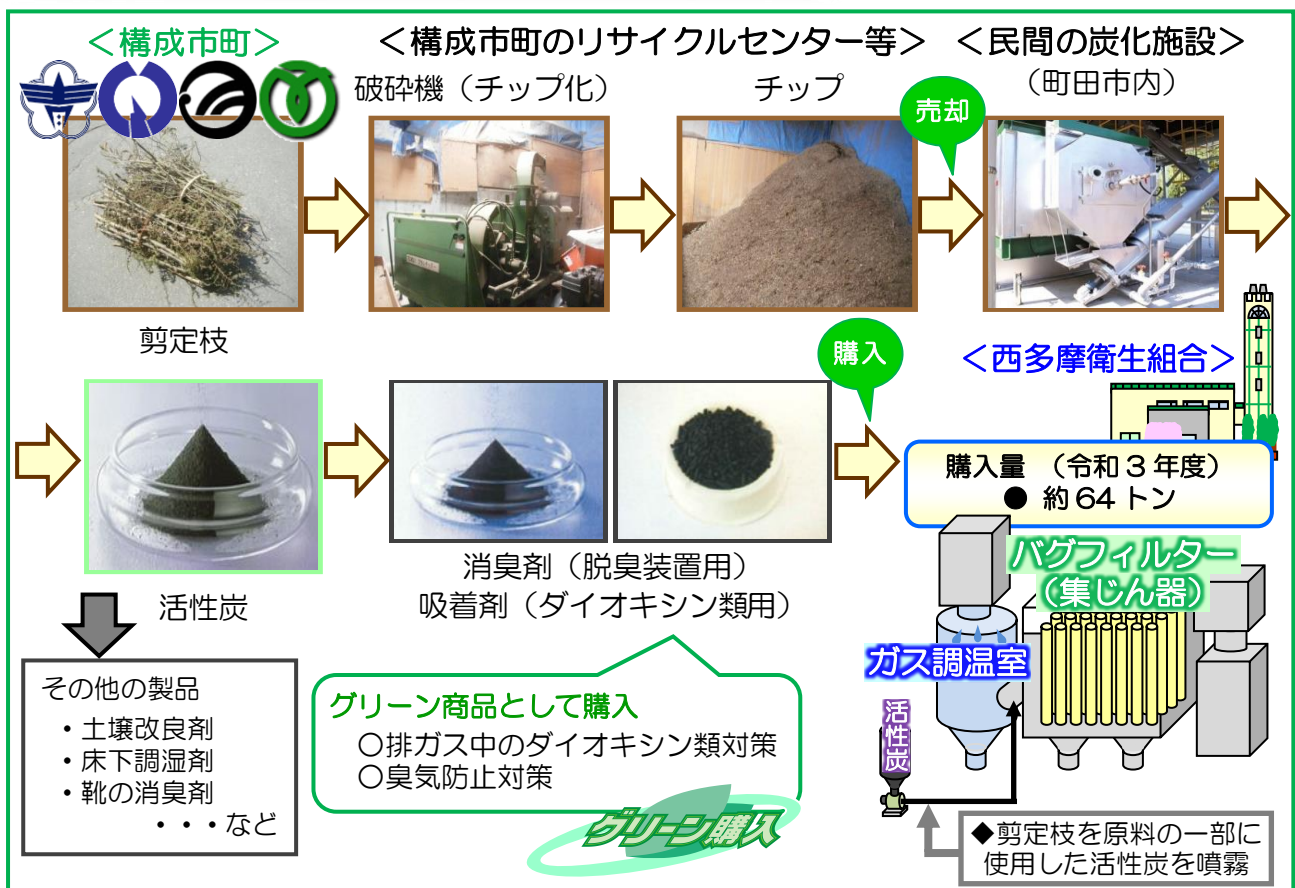 ＜構成市町＞
＜構成市町のリサイクルセンター等＞
＜民間の炭化施設＞
（町田市内）
破砕機（チップ化）
チップ
売却
剪定枝
購入
＜西多摩衛生組合＞
購入量 （令和３年度）
● 約64トン
活性炭
消臭剤（脱臭装置用）
吸着剤（ダイオキシン類用）
バグフィルター
（集じん器）
ガス調温室
活性炭
◆剪定枝を原料の一部に
使用した活性炭を噴霧
その他の製品
・土壌改良剤
・床下調湿剤
・靴の消臭剤
・・・など
グリーン商品として購入
○排ガス中のダイオキシン類対策
○臭気防止対策
グリーン購入